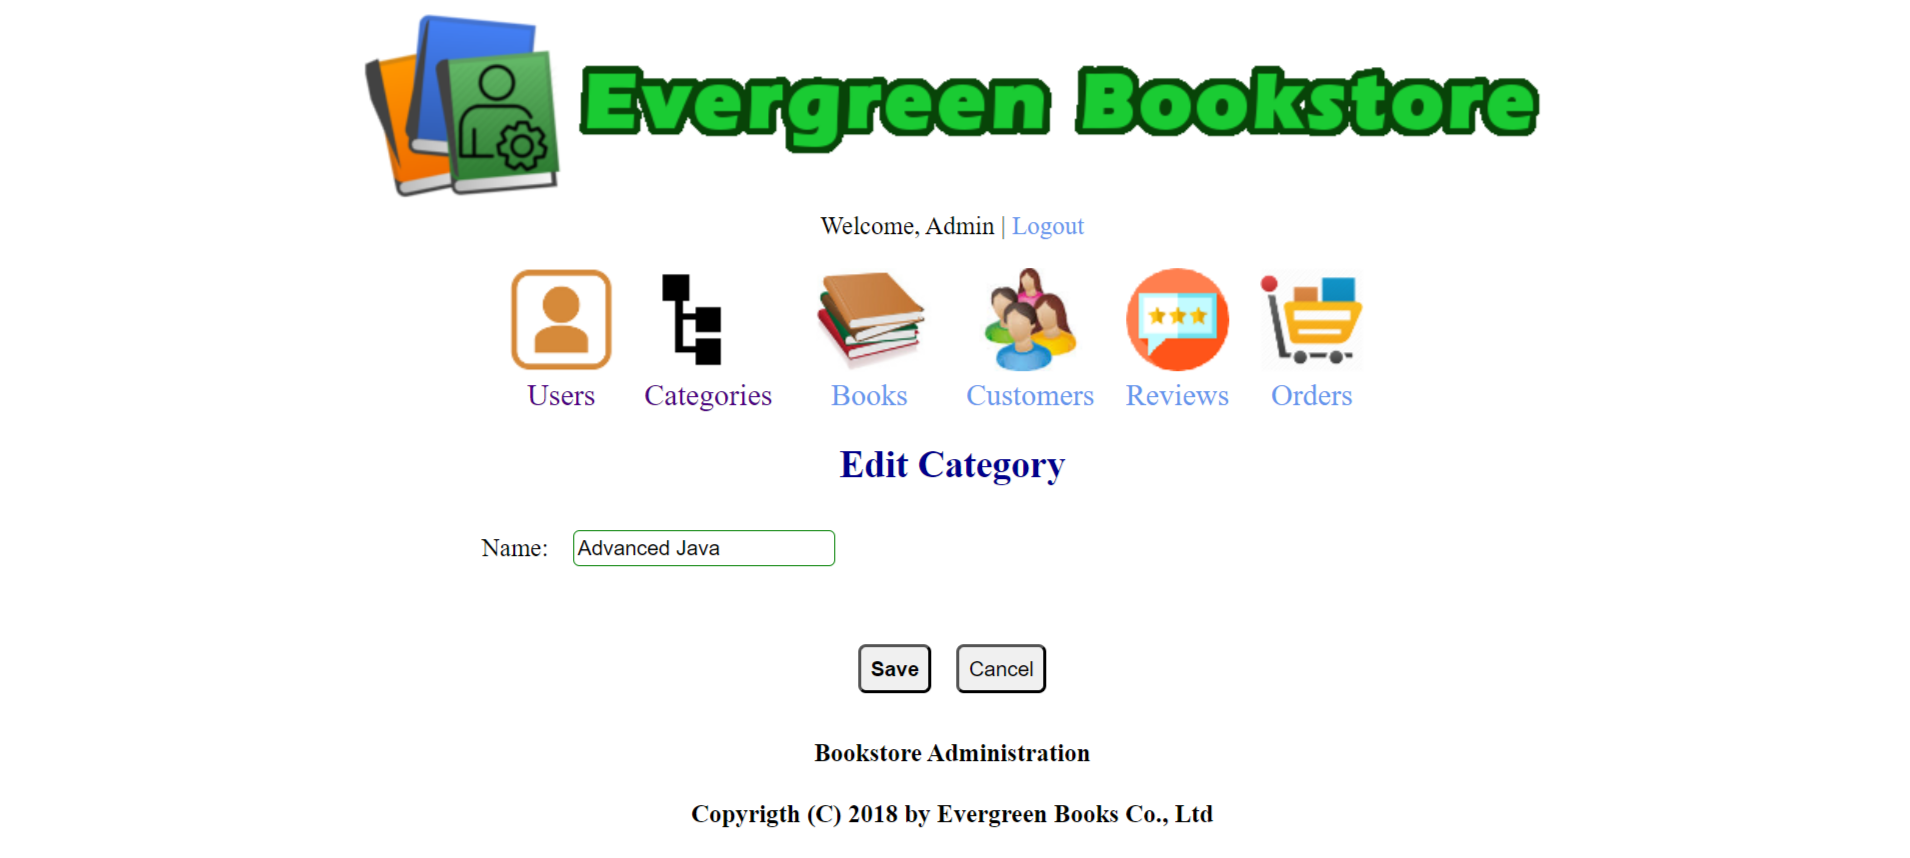 Evergreen Bookstore
Welcome, Admin | Logout
Users Categories Books Customers Reviews Orders
Edit Category
Name: Advanced Java
Save Cancel
Bookstore Administration
Copyrigth (C) 2018 by Evergreen Books Co., Ltd